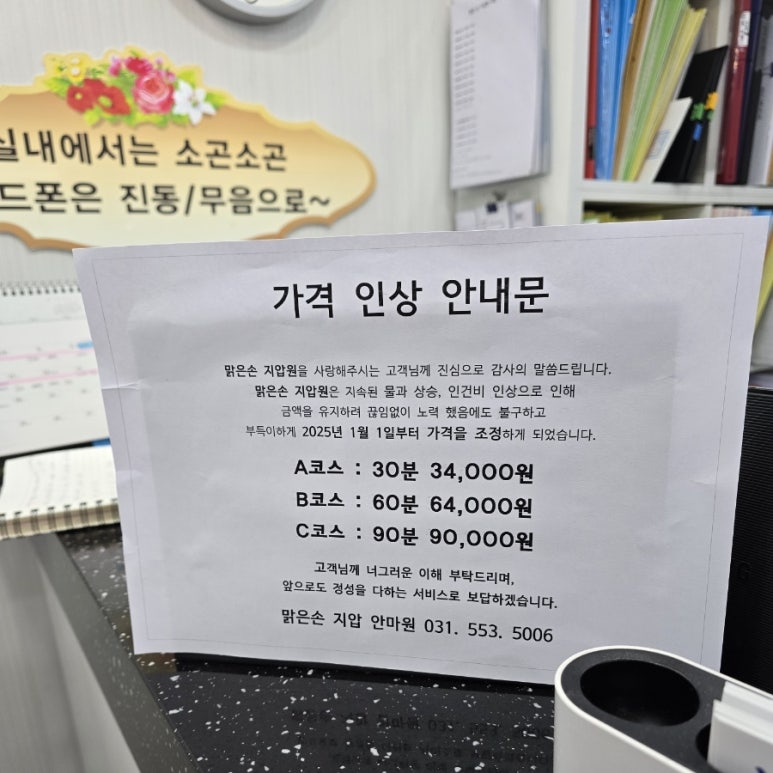 실내에서는 소곤소곤
드폰은 진동/무음으로~
가격 인상 안내문
맑은손 지압원을 사랑해주시는 고객님께 진심으로 감사의 말씀드립니다.
맑은손 지압원은 지속된 물과 상승, 인건비 인상으로 인해
금액을 유지하려 끊임없이 노력 했음에도 불구하고
부득이하게 2025년 1월 1일부터 가격을 조정하게 되었습니다.
A코스 : 30분 34,000원
B코스 : 60분 64,000원
C코스 : 90분 90,000원
고객님께 너그러운 이해 부탁드리며,
앞으로도 정성을 다하는 서비스로 보답하겠습니다.
맑은손 지압 안마원 031. 553. 5006